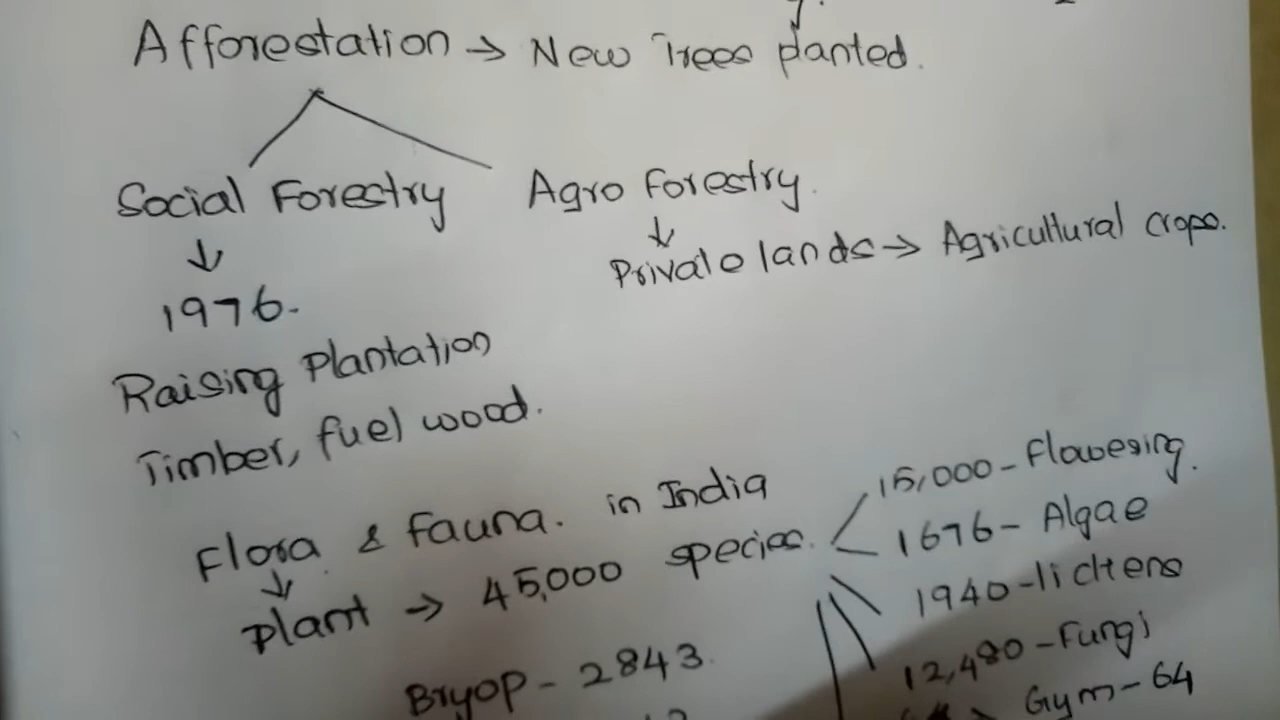 Afforestation → New Trees planted.
Social Forestry Agro Forestry.
↓ ↓
1976. Private lands → Agricultural crops.
Raising Plantation
Timber, fuel wood.
Flora & Fauna. in India
↓
plant → 45,000 species.
15,000 - Flowering.
1676 - Algae
1940 - lichens
12,480 - Fungi
Gym - 64
Bryop - 2843.